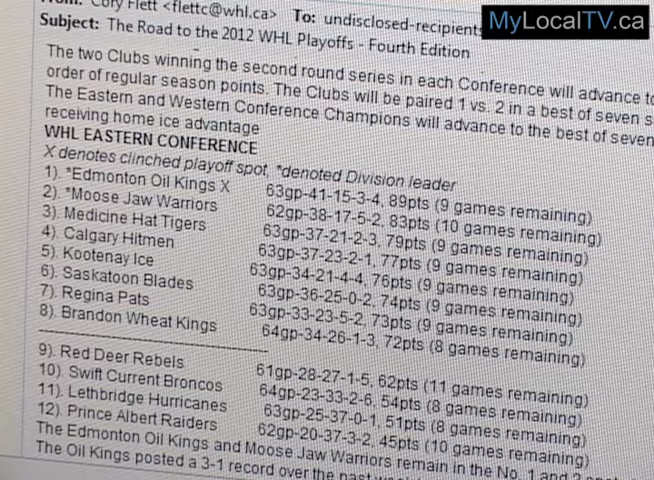 From: Cory Flett <flettc@whl.ca> To: undisclosed-recipients
MyLocalTV.ca
Subject: The Road to the 2012 WHL Playoffs - Fourth Edition
The two Clubs winning the second round series in each Conference will advance to
order of regular season points. The Clubs will be paired 1 vs. 2 in a best of seven s
The Eastern and Western Conference Champions will advance to the best of seven
receiving home ice advantage
WHL EASTERN CONFERENCE
X denotes clinched playoff spot, *denoted Division leader
1). *Edmonton Oil Kings X 63gp-41-15-3-4, 89pts (9 games remaining)
2). *Moose Jaw Warriors 62gp-38-17-5-2, 83pts (10 games remaining)
3). Medicine Hat Tigers 63gp-37-21-2-3, 79pts (9 games remaining)
4). Calgary Hitmen 63gp-37-23-2-1, 77pts (9 games remaining)
5). Kootenay Ice 63gp-34-21-4-4, 76pts (9 games remaining)
6). Saskatoon Blades 63gp-36-25-0-2, 74pts (9 games remaining)
7). Regina Pats 63gp-33-23-5-2, 73pts (9 games remaining)
8). Brandon Wheat Kings 64gp-34-26-1-3, 72pts (8 games remaining)
9). Red Deer Rebels 61gp-28-27-1-5, 62pts (11 games remaining)
10). Swift Current Broncos 64gp-23-33-2-6, 54pts (8 games remaining)
11). Lethbridge Hurricanes 63gp-25-37-0-1, 51pts (8 games remaining)
12). Prince Albert Raiders 62gp-20-37-3-2, 45pts (10 games remaining)
The Edmonton Oil Kings and Moose Jaw Warriors remain in the No. 1 and 2
The Oil Kings posted a 3-1 record over the past